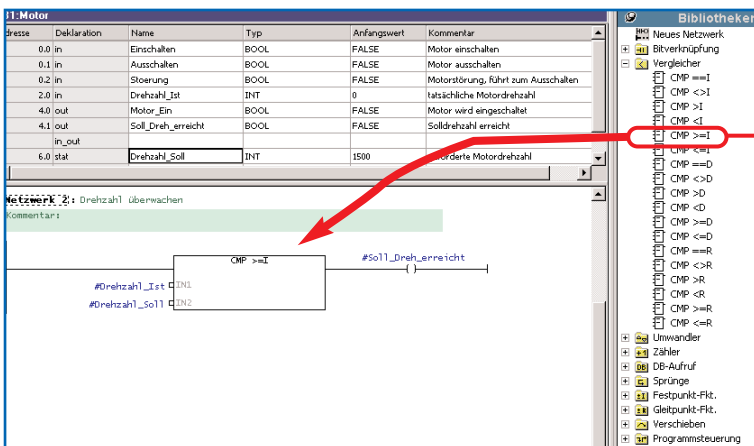 31:Motor
dresse Deklaration Name Typ Anfangswert Kommentar
0.0 in Einschalten BOOL FALSE Motor einschalten
0.1 in Ausschalten BOOL FALSE Motor ausschalten
0.2 in Stoerung BOOL FALSE Motorstörung, führt zum Ausschalten
2.0 in Drehzahl_Ist INT 0 tatsächliche Motordrehzahl
4.0 out Motor_Ein BOOL FALSE Motor wird eingeschaltet
4.1 out Soll_Dreh_erreicht BOOL FALSE Solldrehzahl erreicht
in_out
6.0 stat Drehzahl_Soll INT 1500 Motordrehzahl
Netzwerk 2: Drehzahl überwachen
Kommentar:
CMP >=I
#Soll_Dreh_erreicht
( )
#Drehzahl_Ist IN1
#Drehzahl_Soll IN2
Bibliotheken
Neues Netzwerk
Bitverknüpfung
Vergleicher
CMP ==I
CMP <>I
CMP >I
CMP <I
CMP >=I
CMP <=I
CMP ==D
CMP <>D
CMP >D
CMP <D
CMP >=D
CMP <=D
CMP ==R
CMP <>R
CMP >R
CMP <R
CMP >=R
CMP <=R
Umwandler
Zähler
DB-Aufruf
Sprünge
Festpunkt-Fkt.
Gleitpunkt-Fkt.
Verschieben
Programmsteuerung